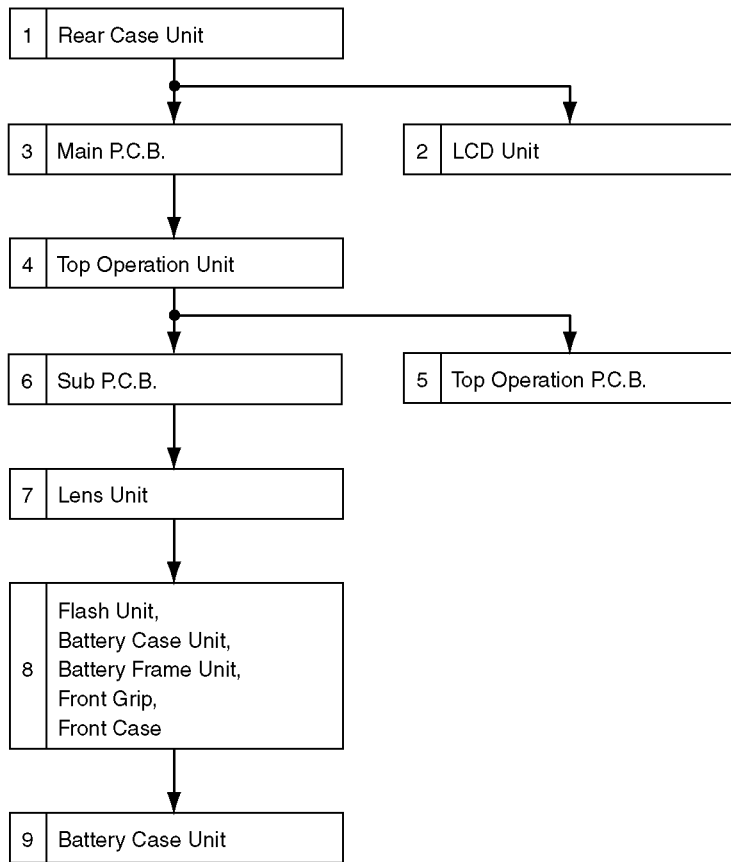 1 Rear Case Unit
3 Main P.C.B.
2 LCD Unit
4 Top Operation Unit
6 Sub P.C.B.
5 Top Operation P.C.B.
7 Lens Unit
8
Flash Unit,
Battery Case Unit,
Battery Frame Unit,
Front Grip,
Front Case
9 Battery Case Unit